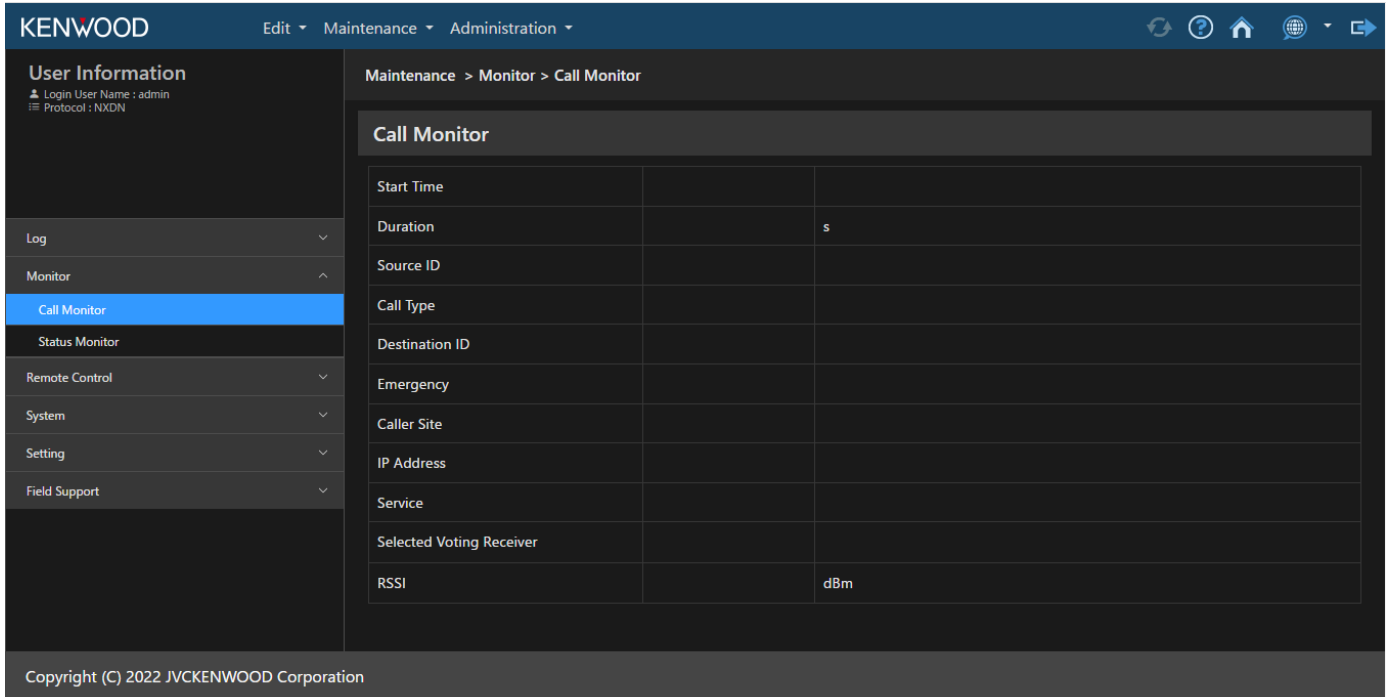 KENWOOD Edit Maintenance Administration
User Information
Login User Name : admin
Protocol : NXDN
Log
Monitor
Call Monitor
Status Monitor
Remote Control
System
Setting
Field Support
Maintenance > Monitor > Call Monitor
Call Monitor
Start Time
Duration s
Source ID
Call Type
Destination ID
Emergency
Caller Site
IP Address
Service
Selected Voting Receiver
RSSI dBm
Copyright (C) 2022 JVCKENWOOD Corporation